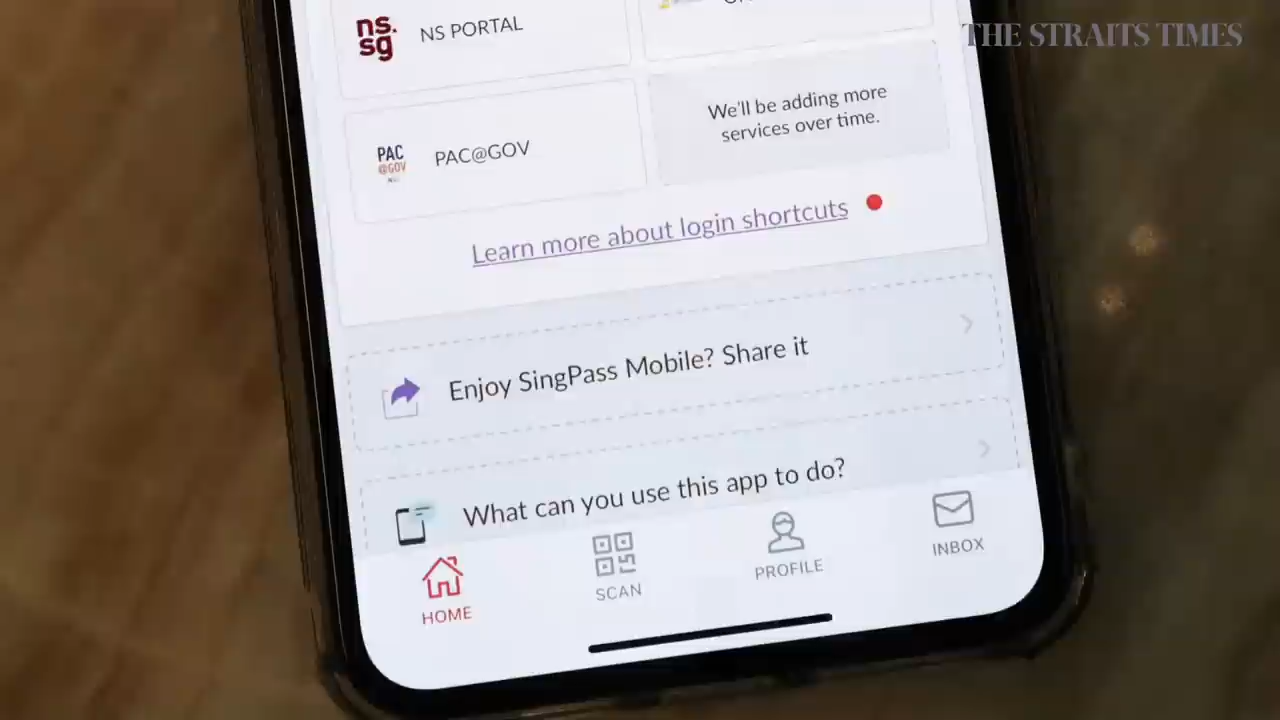 THE STRAITS TIMES
ns.
sg
NS PORTAL
We'll be adding more
services over time.
PAC
@GOV
PAC@GOV
Learn more about login shortcuts
Enjoy SingPass Mobile? Share it
What can you use this app to do?
HOME
SCAN
PROFILE
INBOX